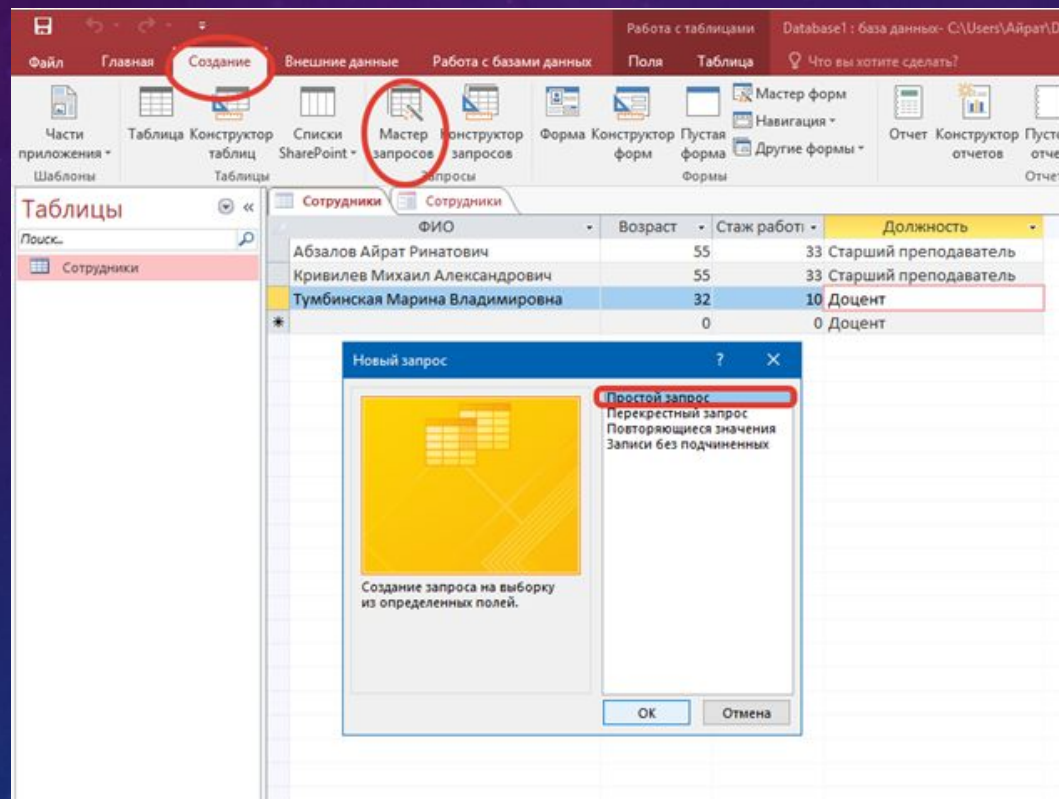 Работа с таблицами Database1 : база данных- C:\Users\Айрат\D
Файл Главная Создание Внешние данные Работа с базами данных Поля Таблица Что вы хотите сделать?
Части приложения
Таблица Конструктор таблиц
Списки SharePoint
Мастер запросов
Конструктор запросов
Форма Конструктор форм
Пустая форма
Мастер форм
Навигация
Другие формы
Отчет Конструктор отчетов
Шаблоны Таблицы Запросы Формы
Таблицы
Поиск...
Сотрудники
Сотрудники Сотрудники
ФИО Возраст Стаж работы Должность
Абзалов Айрат Ринатович 55 33 Старший преподаватель
Кривилев Михаил Александрович 55 33 Старший преподаватель
Тумбинская Марина Владимировна 32 10 Доцент
0 0 Доцент
Новый запрос ?
Простой запрос
Перекрестный запрос
Повторяющиеся значения
Записи без подчиненных
Создание запроса на выборку
из определенных полей.
ОК Отмена